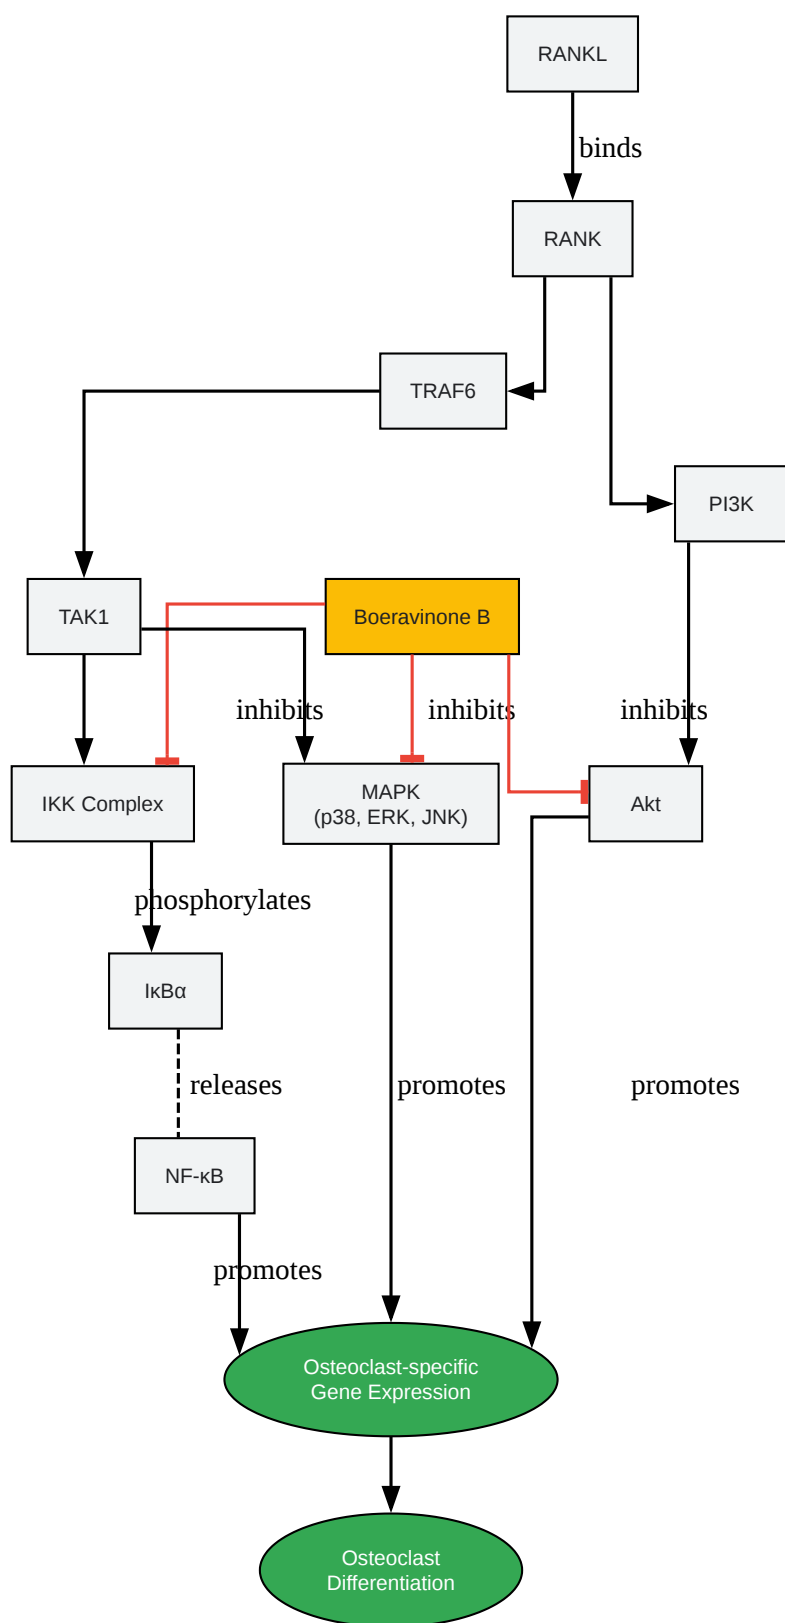 RANKL
binds
RANK
TRAF6
PI3K
TAK1
Boeravinone B
inhibits
inhibits
inhibits
IKK Complex
MAPK
(p38, ERK, JNK)
Akt
phosphorylates
IκBα
releases
promotes
promotes
NF-κB
promotes
Osteoclast-specific
Gene Expression
Osteoclast
Differentiation